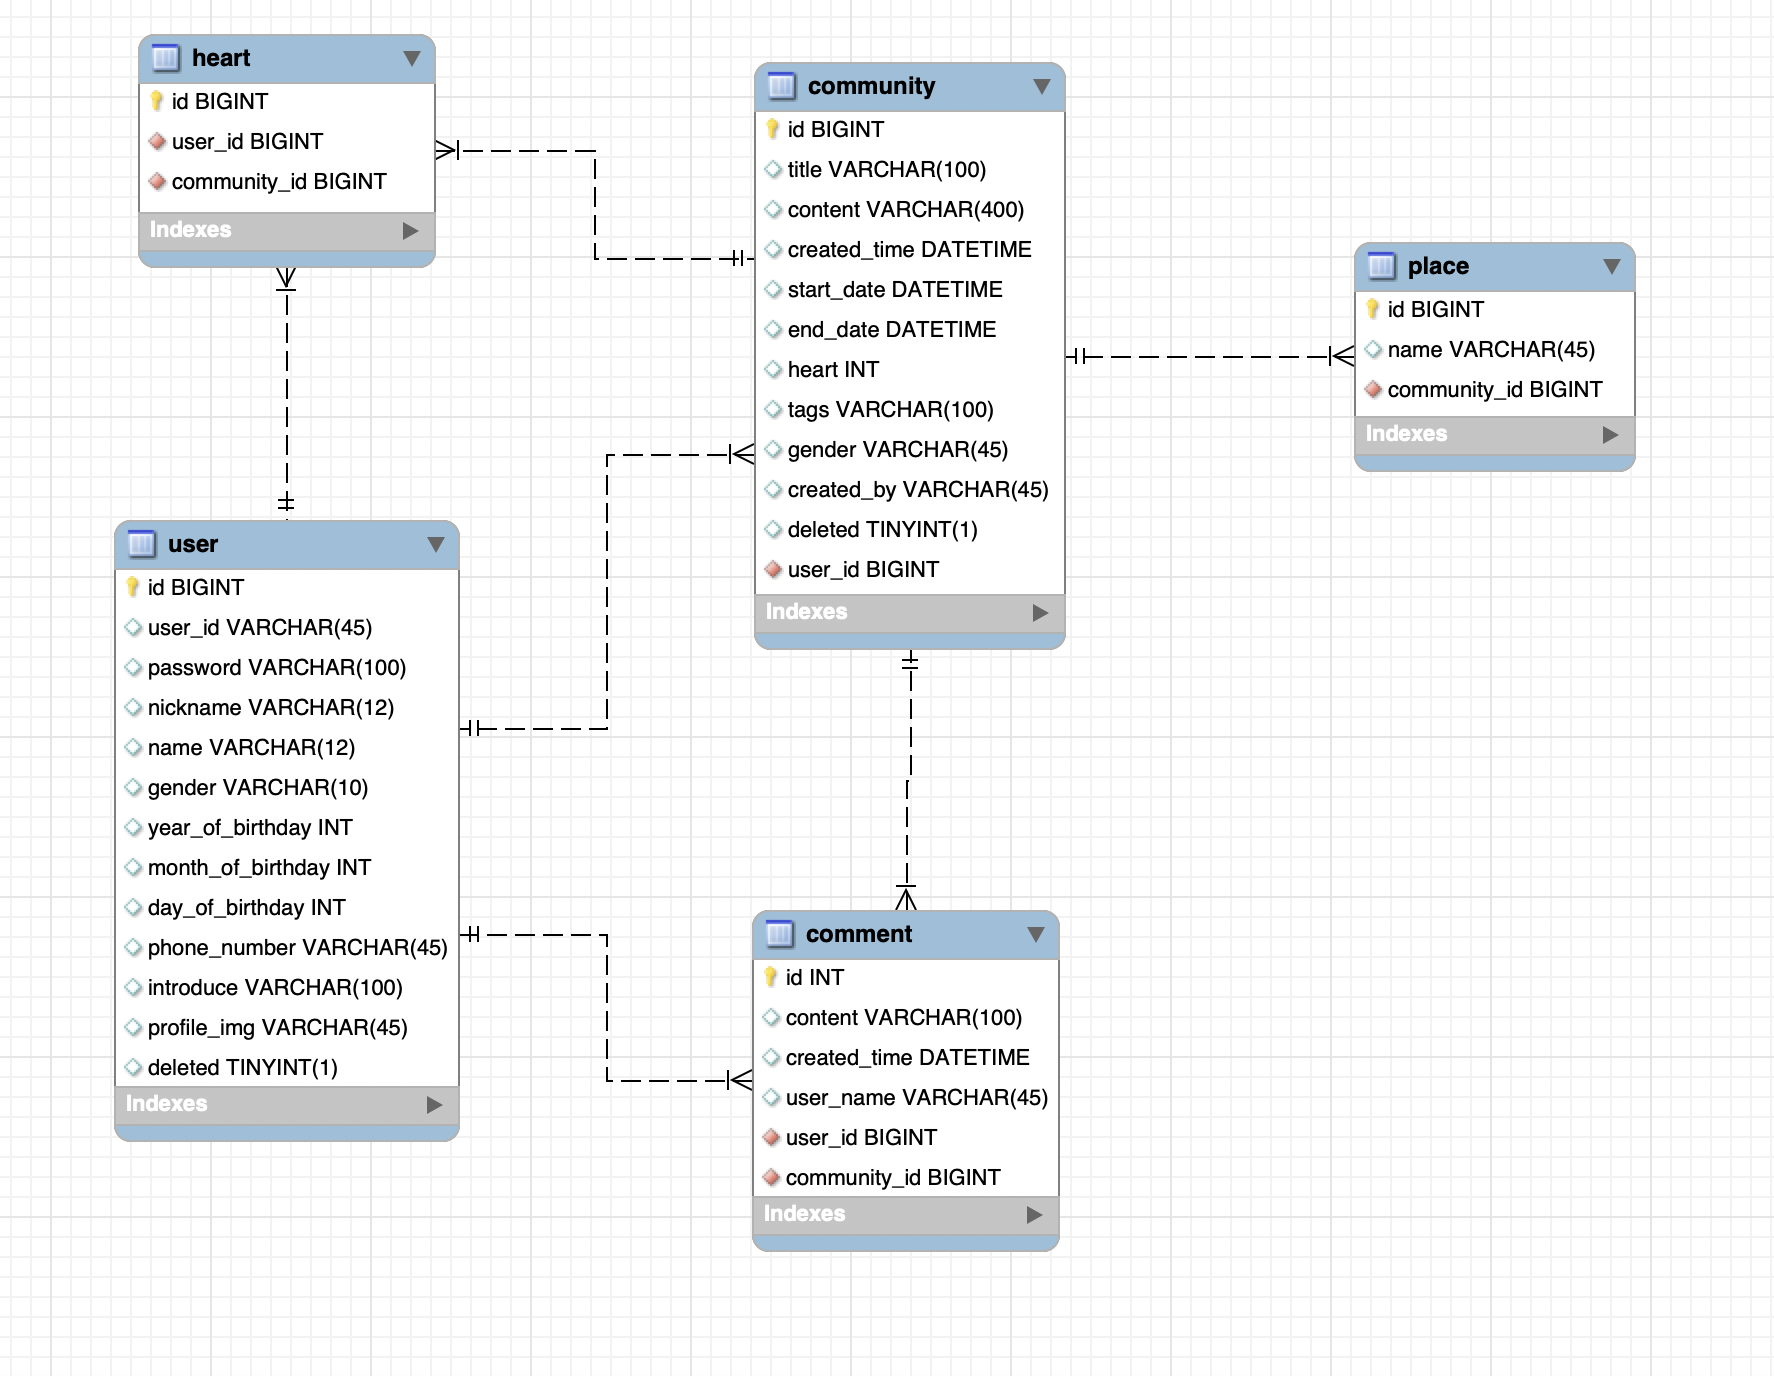 heart
id BIGINT
user_id BIGINT
community_id BIGINT
Indexes
community
id BIGINT
title VARCHAR(100)
content VARCHAR(400)
created_time DATETIME
start_date DATETIME
end_date DATETIME
heart INT
tags VARCHAR(100)
gender VARCHAR(45)
created_by VARCHAR(45)
deleted TINYINT(1)
user_id BIGINT
Indexes
place
id BIGINT
name VARCHAR(45)
community_id BIGINT
Indexes
user
id BIGINT
user_id VARCHAR(45)
password VARCHAR(100)
nickname VARCHAR(12)
name VARCHAR(12)
gender VARCHAR(10)
year_of_birthday INT
month_of_birthday INT
day_of_birthday INT
phone_number VARCHAR(45)
introduce VARCHAR(100)
profile_img VARCHAR(45)
deleted TINYINT(1)
Indexes
comment
id INT
content VARCHAR(100)
created_time DATETIME
user_name VARCHAR(45)
user_id BIGINT
community_id BIGINT
Indexes